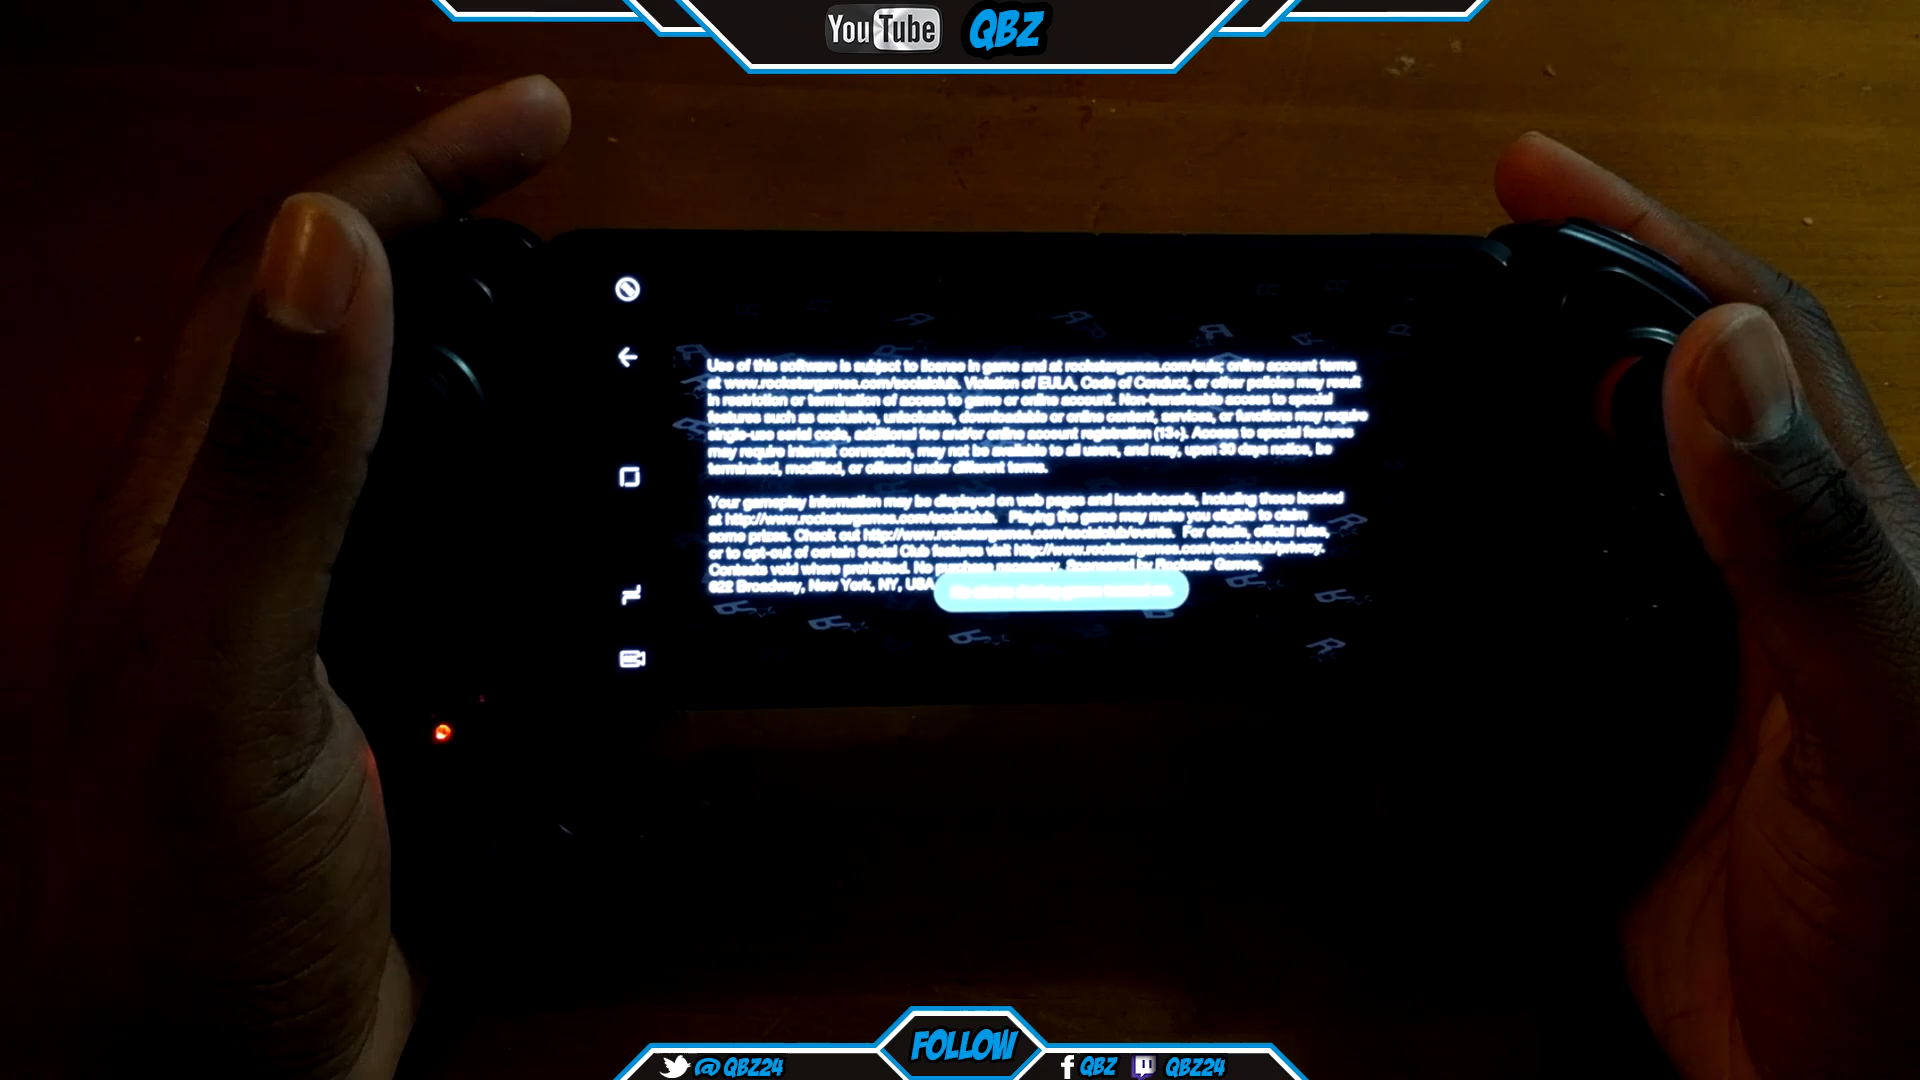 YouTube QBZ
Use of this software is subject to license in game and at rockstargames.com/eula; online account terms
at www.rockstargames.com/socialclub. Violation of EULA, Code of Conduct, or other policies may result
in restriction or termination of access to game or online account. Non-transferable access to special
features such as exclusive, unlockable, downloadable or online content, services, or functions may require
single-use serial code, additional fee and/or online account registration (13+). Access to special features
may require internet connection, may not be available to all users, and may, upon 30 days notice, be
terminated, modified, or offered under different terms.
Your gameplay information may be displayed on web pages and leaderboards, including those located
at http://www.rockstargames.com/socialclub. Playing the game may make you eligible to claim
some prizes. Check out http://www.rockstargames.com/socialclub/events. For details, official rules,
or to opt-out of certain Social Club features visit http://www.rockstargames.com/socialclub/privacy.
Contests void where prohibited. No purchase necessary. Sponsored by Rockstar Games,
622 Broadway, New York, NY, USA
No alerts during game turned on.
FOLLOW
@QBZ24 QBZ QBZ24